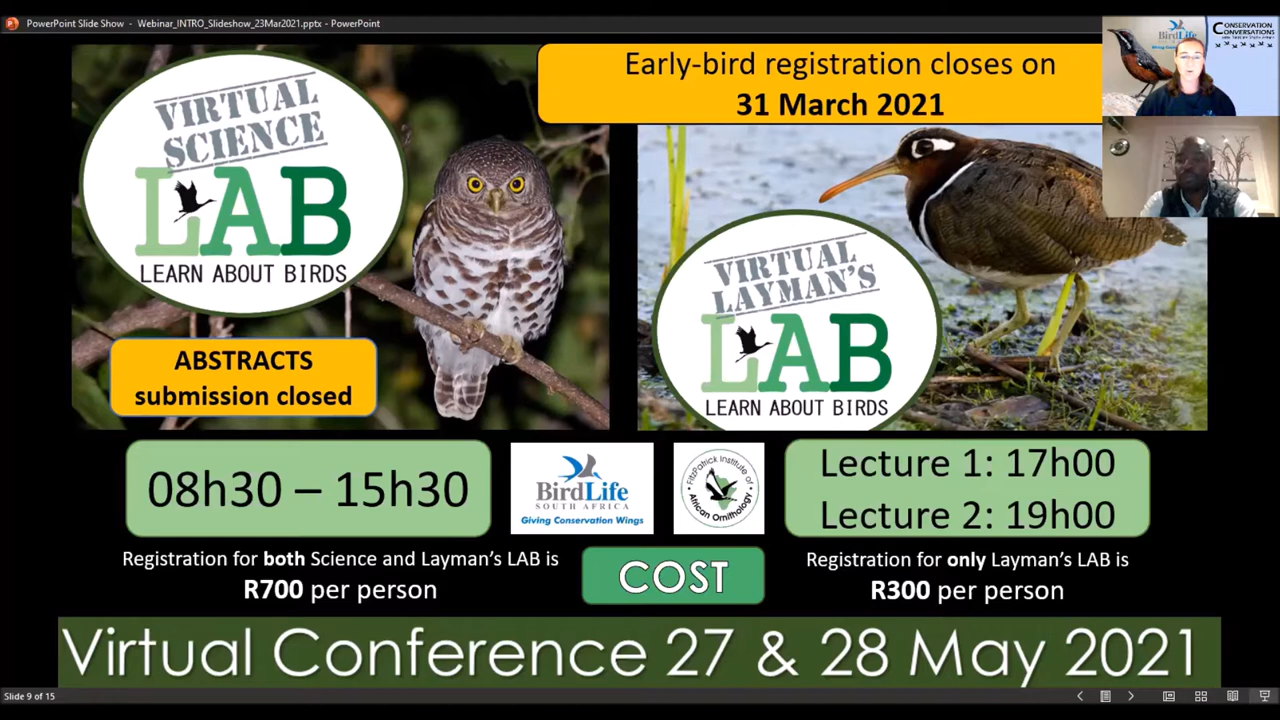 PowerPoint Slide Show - Webinar_INTRO_Slideshow_23Mar2021.pptx - PowerPoint
VIRTUAL
SCIENCE
LAB
LEARN ABOUT BIRDS
ABSTRACTS
submission closed
Early-bird registration closes on
31 March 2021
BirdLife
CONSERVATION
CONVERSATIONS
VIRTUAL
LAYMAN'S
LAB
LEARN ABOUT BIRDS
08h30 – 15h30
BirdLife
SOUTH AFRICA
Giving Conservation Wings
FitzPatrick Institute of
African Ornithology
Lecture 1: 17h00
Lecture 2: 19h00
Registration for both Science and Layman's LAB is
R700 per person
COST
Registration for only Layman's LAB is
R300 per person
Virtual Conference 27 & 28 May 2021
Slide 9 of 15